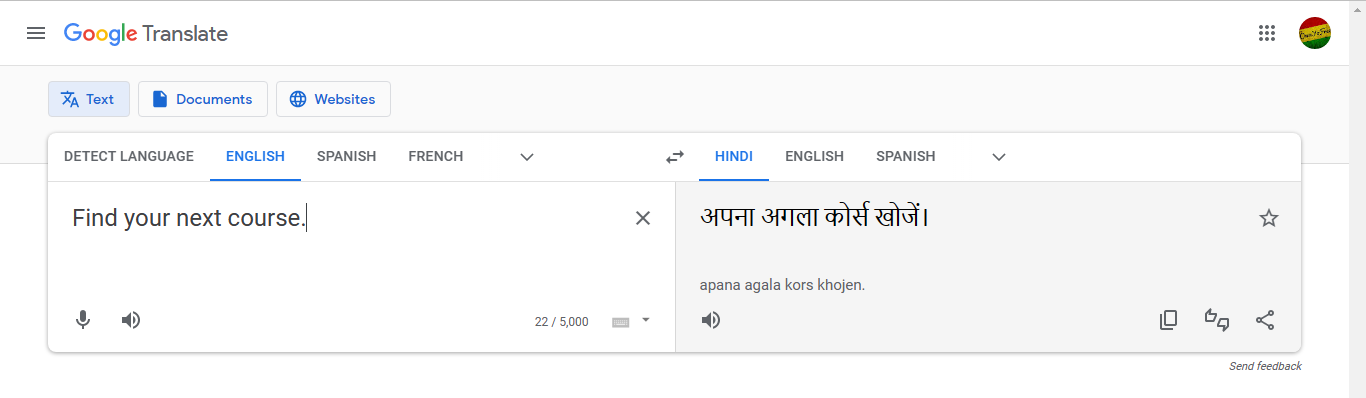 Google Translate
Text Documents Websites
DETECT LANGUAGE ENGLISH SPANISH FRENCH HINDI ENGLISH SPANISH
Find your next course.
अपना अगला कोर्स खोजें।
apana agala kors khojen.
22 / 5,000
Send feedback